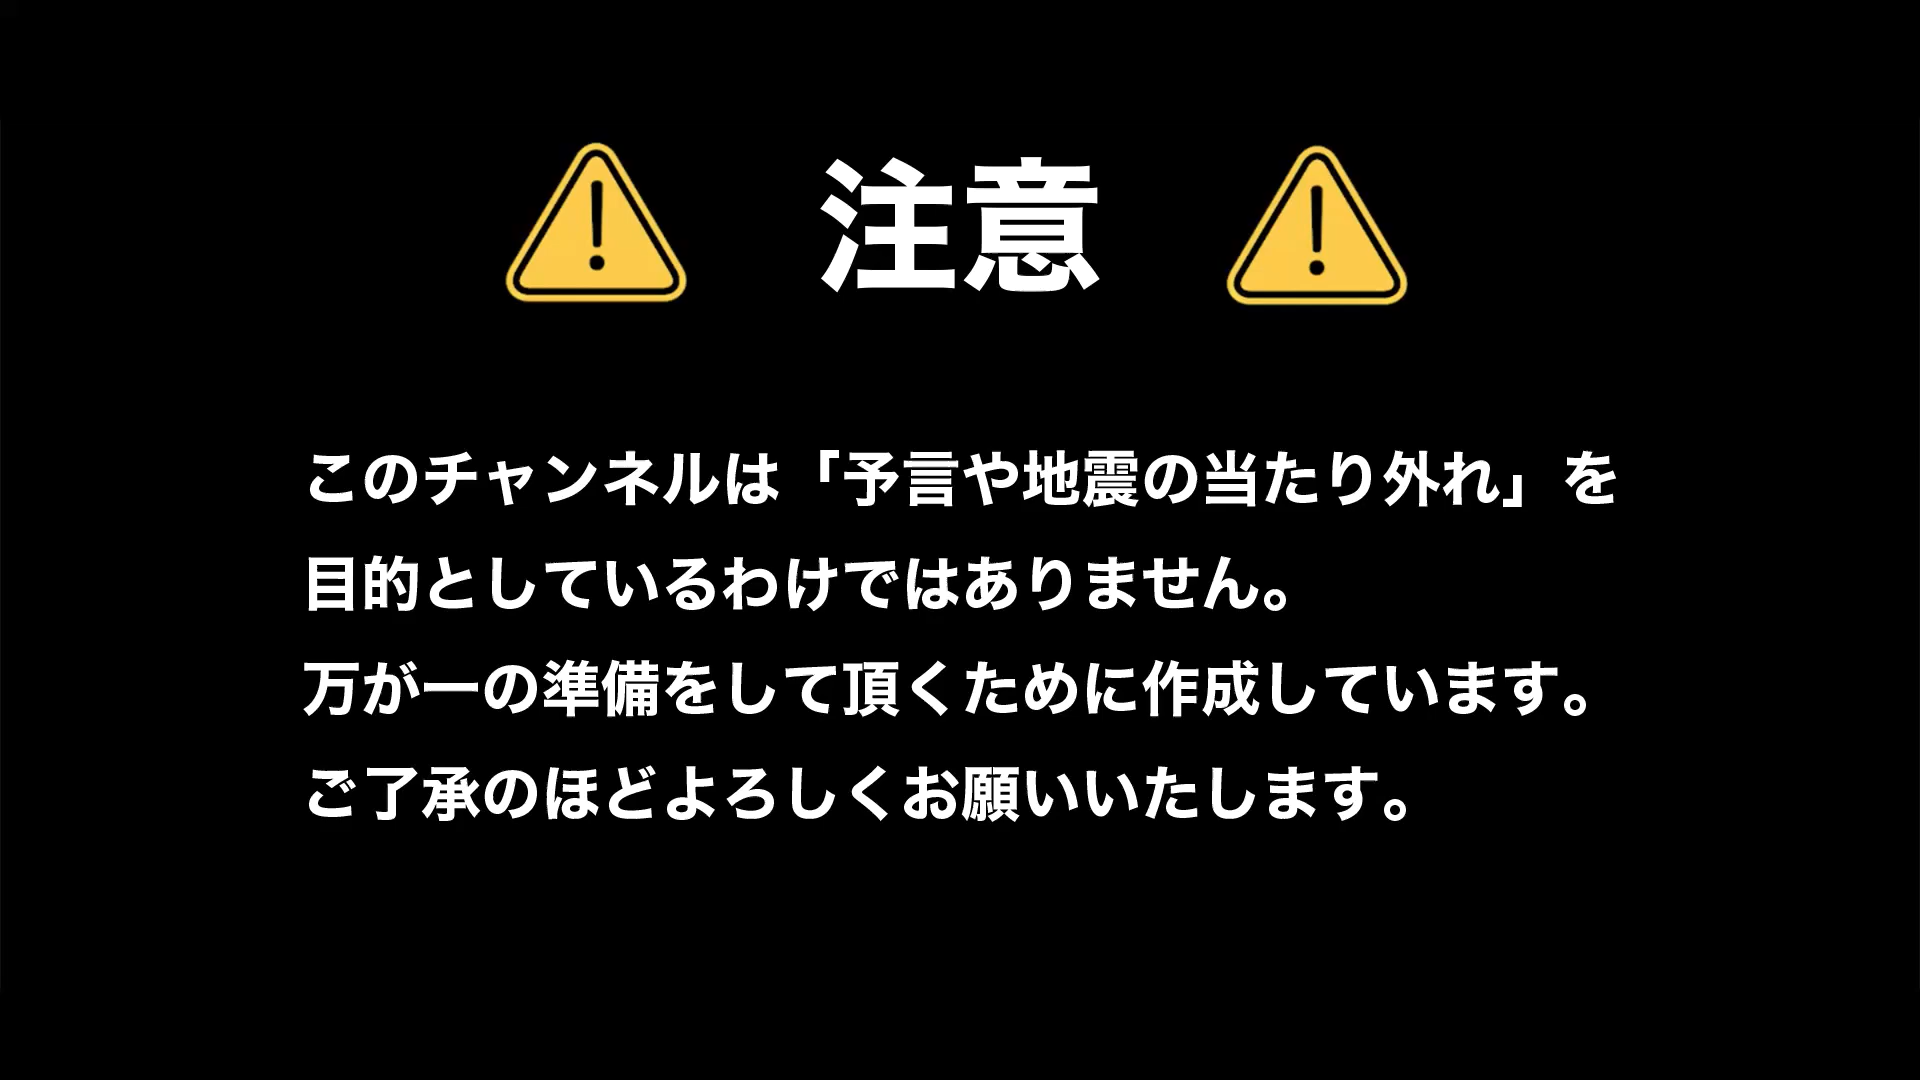 注意
このチャンネルは「予言や地震の当たり外れ」を
目的としているわけではありません。
万が一の準備をして頂くために作成しています。
ご了承のほどよろしくお願いいたします。